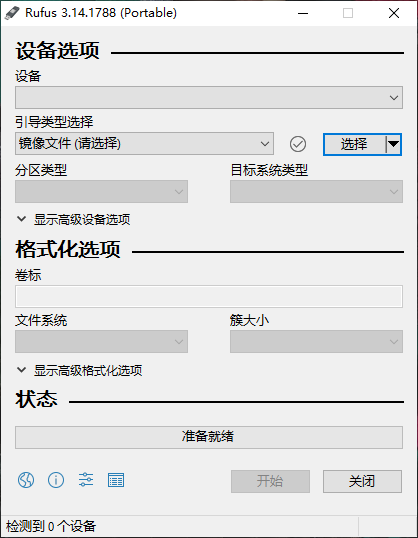 Rufus 3.14.1788 (Portable)
设备选项
设备
引导类型选择
镜像文件 (请选择)
选择
分区类型
目标系统类型
显示高级设备选项
格式化选项
卷标
文件系统
簇大小
显示高级格式化选项
状态
准备就绪
开始
关闭
检测到 0 个设备